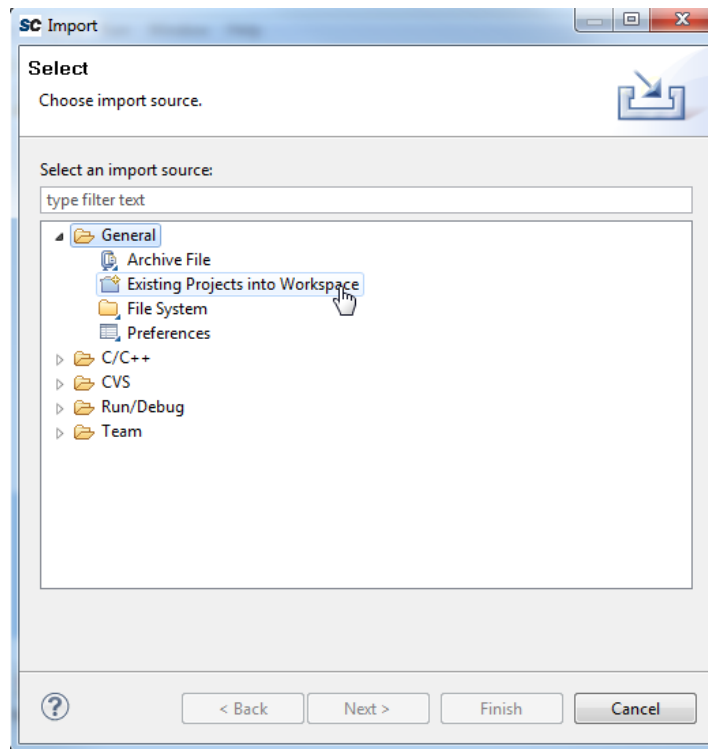 SC Import
Select
Choose import source.
Select an import source:
type filter text
General
Archive File
Existing Projects into Workspace
File System
Preferences
C/C++
CVS
Run/Debug
Team
?
< Back Next > Finish Cancel